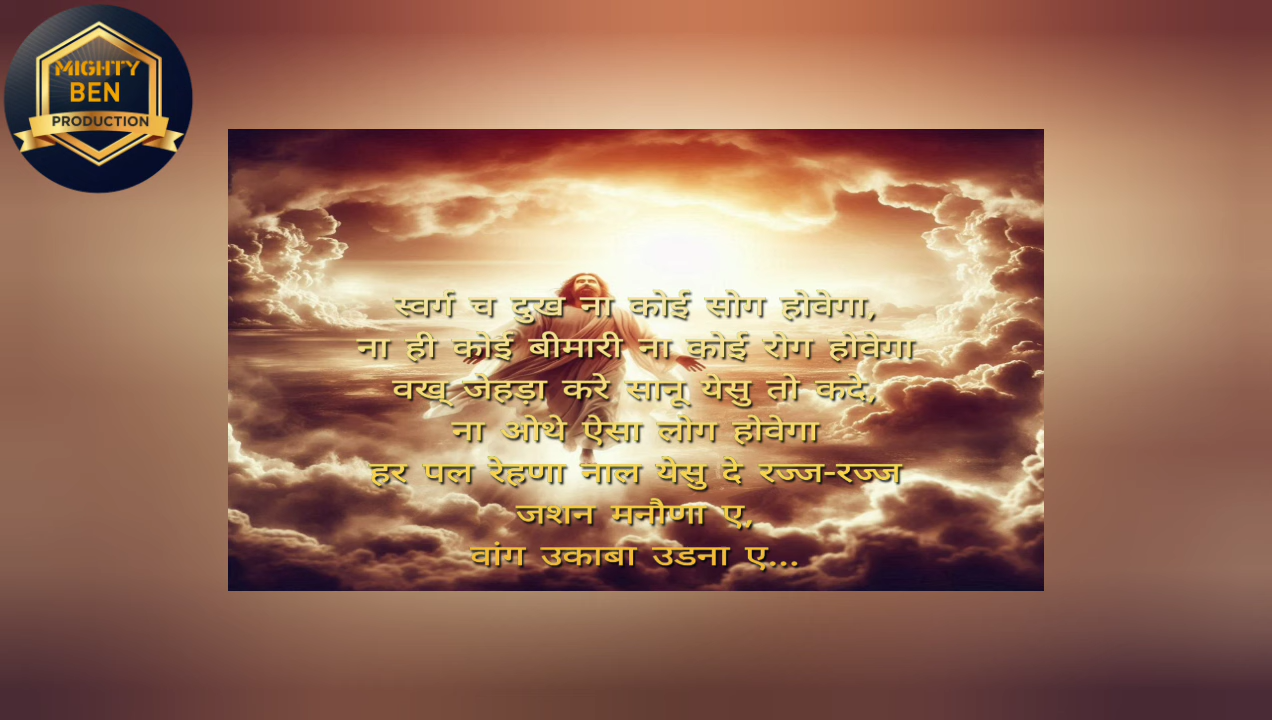 MIGHTY
BEN
PRODUCTION
स्वर्ग च दुख ना कोई सोग होवेगा,
ना ही कोई बीमारी ना कोई रोग होवेगा
वख् जेहड़ा करे सानू येसु तो कदे,
ना ओथे ऐसा लोग होवेगा
हर पल रेहणा नाल येसु दे रज्ज-रज्ज
जशन मनौणा ए,
वांग उकाबा उडना ए...